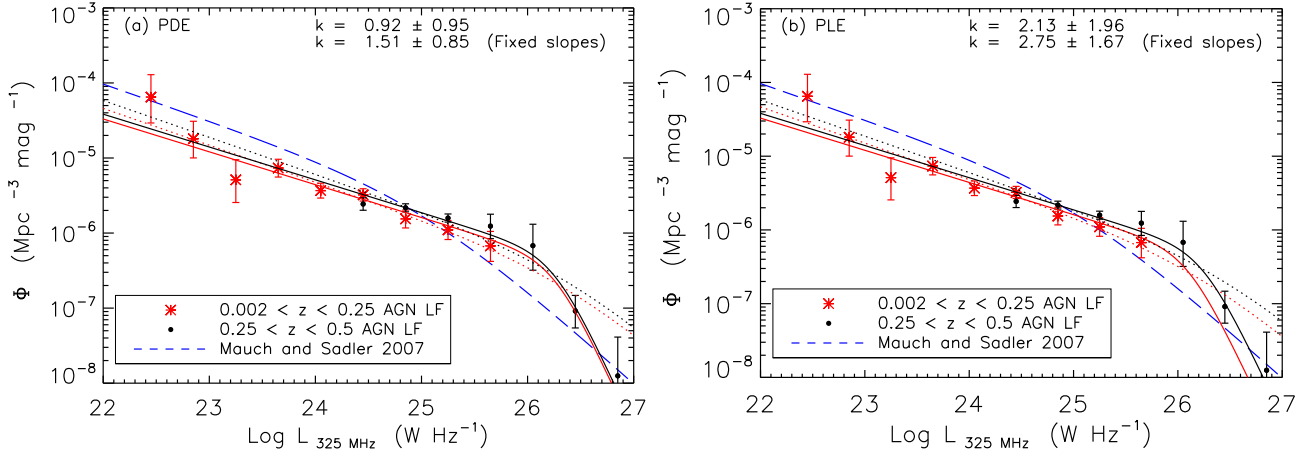 (a) PDE
k = 0.92 ± 0.95
k = 1.51 ± 0.85 (Fixed slopes)
10⁻³
10⁻⁴
10⁻⁵
10⁻⁶
10⁻⁷
10⁻⁸
Φ (Mpc ⁻³ mag ⁻¹)
0.002 < z < 0.25 AGN LF
0.25 < z < 0.5 AGN LF
Mauch and Sadler 2007
22 23 24 25 26 27
Log L 325 MHz (W Hz⁻¹)
(b) PLE
k = 2.13 ± 1.96
k = 2.75 ± 1.67 (Fixed slopes)
10⁻³
10⁻⁴
10⁻⁵
10⁻⁶
10⁻⁷
10⁻⁸
Φ (Mpc ⁻³ mag ⁻¹)
0.002 < z < 0.25 AGN LF
0.25 < z < 0.5 AGN LF
Mauch and Sadler 2007
22 23 24 25 26 27
Log L 325 MHz (W Hz⁻¹)